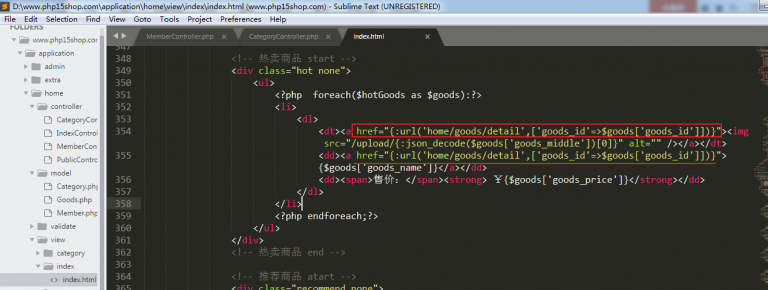 D:\www.php15shop.com\application\home\view\index\index.html (www.php15shop.com) - Sublime Text (UNREGISTERED)
File Edit Selection Find View Goto Tools Project Preferences Help
FOLDERS
www.php15shop.com
application
admin
extra
home
controller
CategoryCon
IndexControl
MemberCon
PublicContro
model
Category.php
Goods.php
Member.php
validate
view
category
index
index.html
MemberController.php
CategoryController.php
index.html
347
348 <!-- 热卖商品 start -->
349 <div class="hot none">
350 <ul>
351 <?php foreach($hotGoods as $goods):?>
352 <li>
353 <dl>
354 <dt><a href="{:url('home/goods/detail',['goods_id'=>$goods['goods_id']])}"><img
src="/upload/{:json_decode($goods['goods_middle'])[0]}" alt="" /></a></dt>
355 <dd><a href="{:url('home/goods/detail',['goods_id'=>$goods['goods_id']])}">
{$goods['goods_name']}</a></dd>
356 <dd><span>售价：</span><strong> ￥{$goods['goods_price']}</strong></dd>
357 </dl>
358 </li>
359 <?php endforeach;?>
360 </ul>
361 </div>
362 <!-- 热卖商品 end -->
363
364 <!-- 推荐商品 atart -->
365 <div class="recommend none">